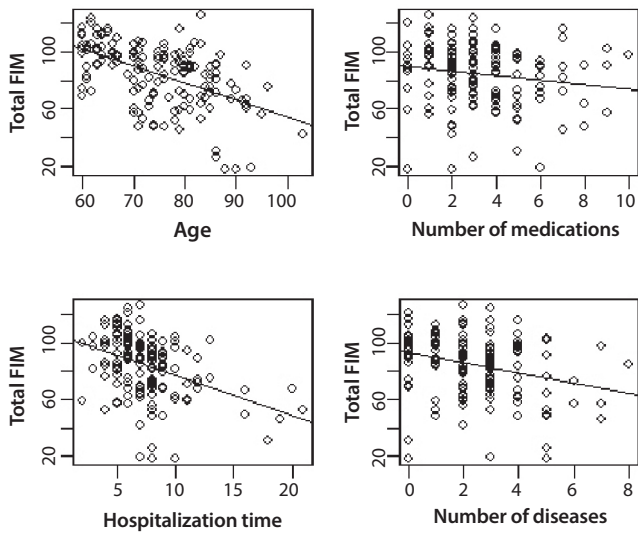 Total FIM
100
60
20
60 70 80 90 100
Age
Total FIM
100
60
20
0 2 4 6 8 10
Number of medications
Total FIM
100
60
20
5 10 15 20
Hospitalization time
Total FIM
100
60
20
0 2 4 6 8
Number of diseases